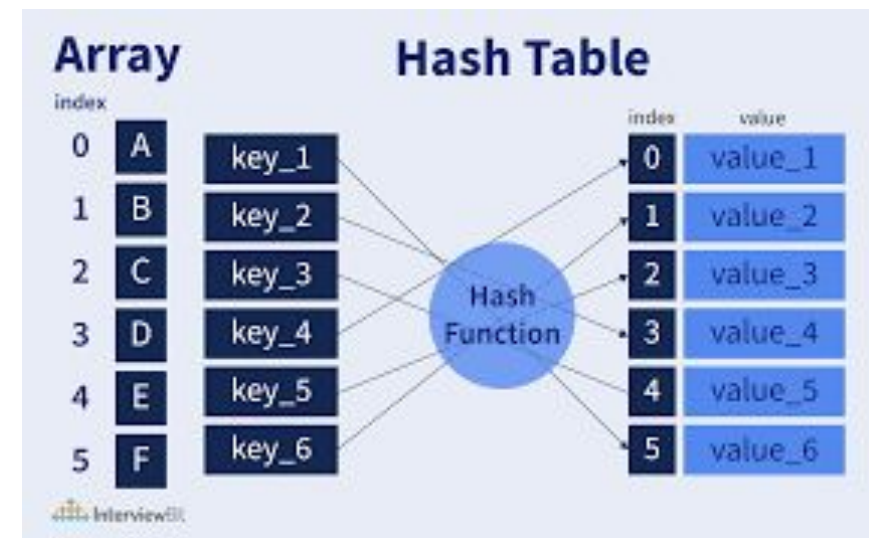 Array
index
0 A
1 B
2 C
3 D
4 E
5 F
Hash Table
key_1
key_2
key_3
key_4
key_5
key_6
Hash
Function
index value
0 value_1
1 value_2
2 value_3
3 value_4
4 value_5
5 value_6
InterviewBit